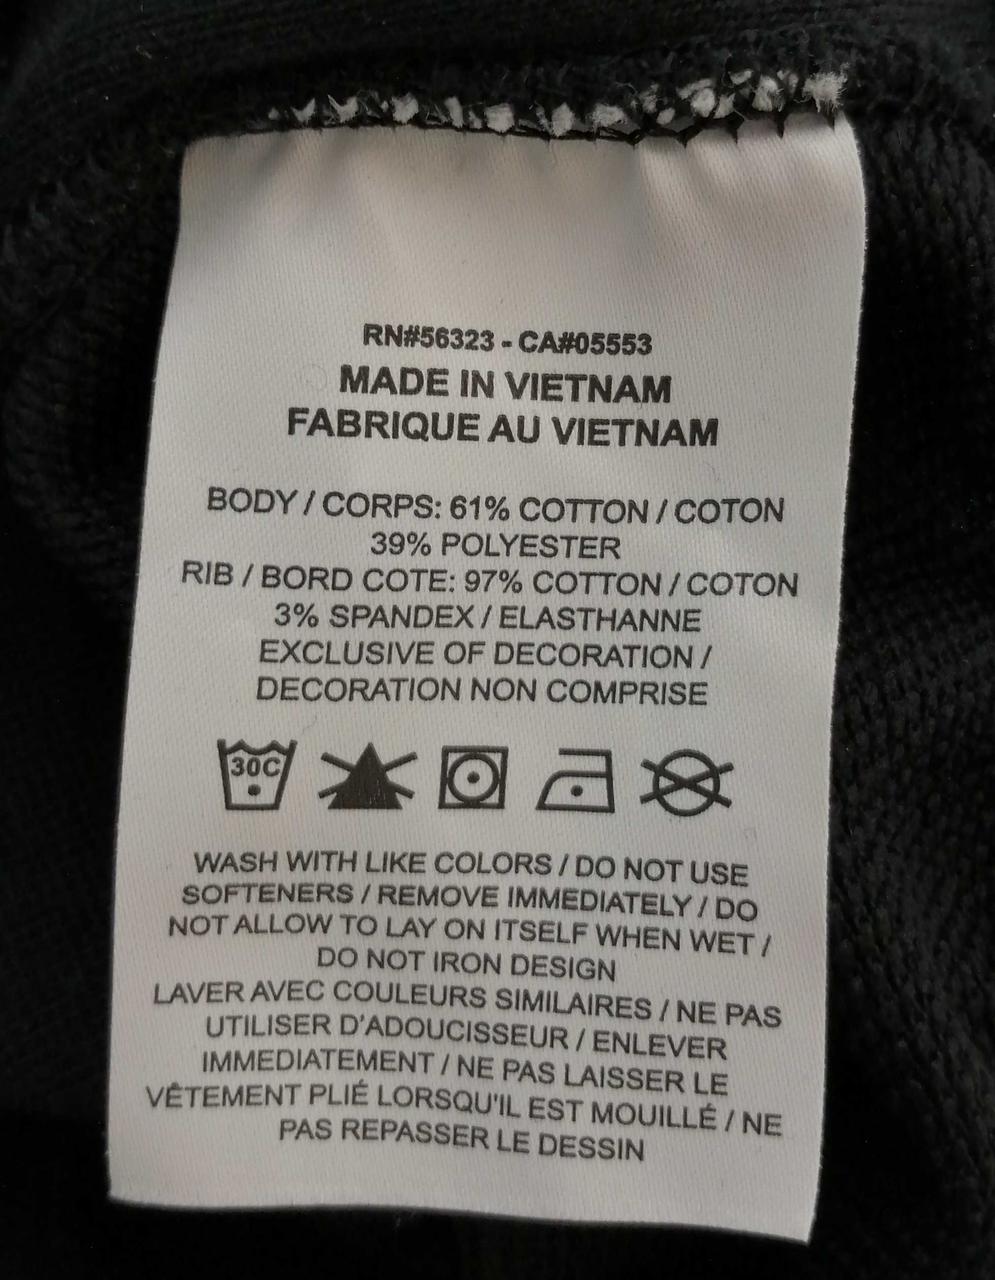 RN#56323 - CA#05553
MADE IN VIETNAM
FABRIQUE AU VIETNAM
BODY / CORPS: 61% COTTON / COTON
39% POLYESTER
RIB / BORD COTE: 97% COTTON / COTON
3% SPANDEX / ELASTHANNE
EXCLUSIVE OF DECORATION /
DECORATION NON COMPRISE
30C
WASH WITH LIKE COLORS / DO NOT USE
SOFTENERS / REMOVE IMMEDIATELY / DO
NOT ALLOW TO LAY ON ITSELF WHEN WET /
DO NOT IRON DESIGN
LAVER AVEC COULEURS SIMILAIRES / NE PAS
UTILISER D'ADOUCISSEUR / ENLEVER
IMMEDIATEMENT / NE PAS LAISSER LE
VÊTEMENT PLIÉ LORSQU'IL EST MOUILLÉ / NE
PAS REPASSER LE DESSIN